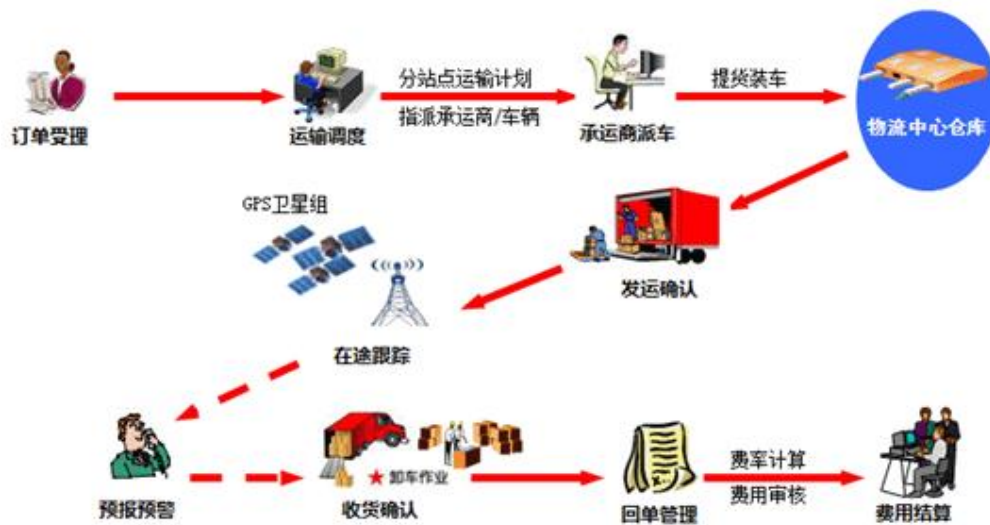 分站点运输计划
提货装车
订单受理
运输调度
指派承运商/车辆
承运商派车
物流中心仓库
GPS卫星组
发运确认
在途跟踪
★卸车作业
费率计算
预报预警
收货确认
回单管理
费用审核
费用结算